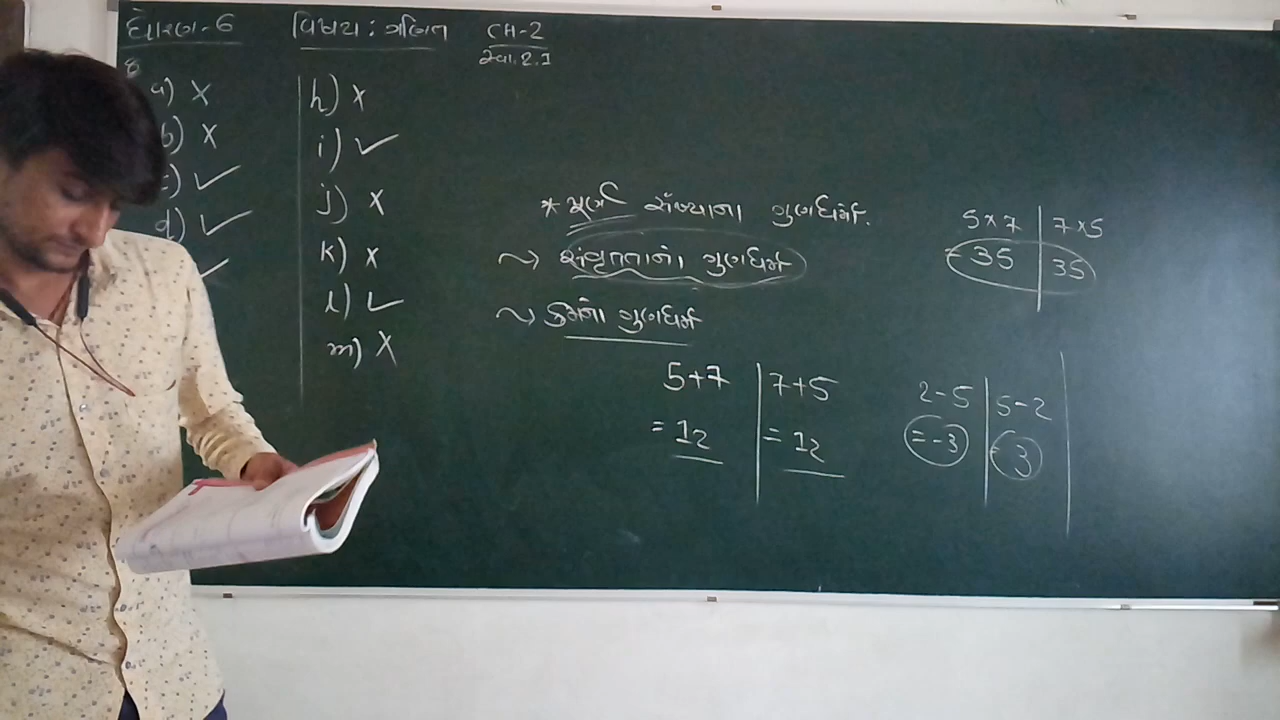 ધોરણ-6 વિષય : ગણિત CH-2
સ્વા.2.1
8
a) ×
b) ×
c) ✓
d) ✓
✓
h) ×
i) ✓
j) ×
k) ×
l) ✓
m) ×
* પૂર્ણ સંખ્યાના ગુણધર્મ.
~> સંવૃતતાનો ગુણધર્મ
~> ક્રમનો ગુણધર્મ
5+7 | 7+5
= 12 | = 12
5×7 | 7×5
= 35 | 35
2-5 | 5-2
= -3 | = 3